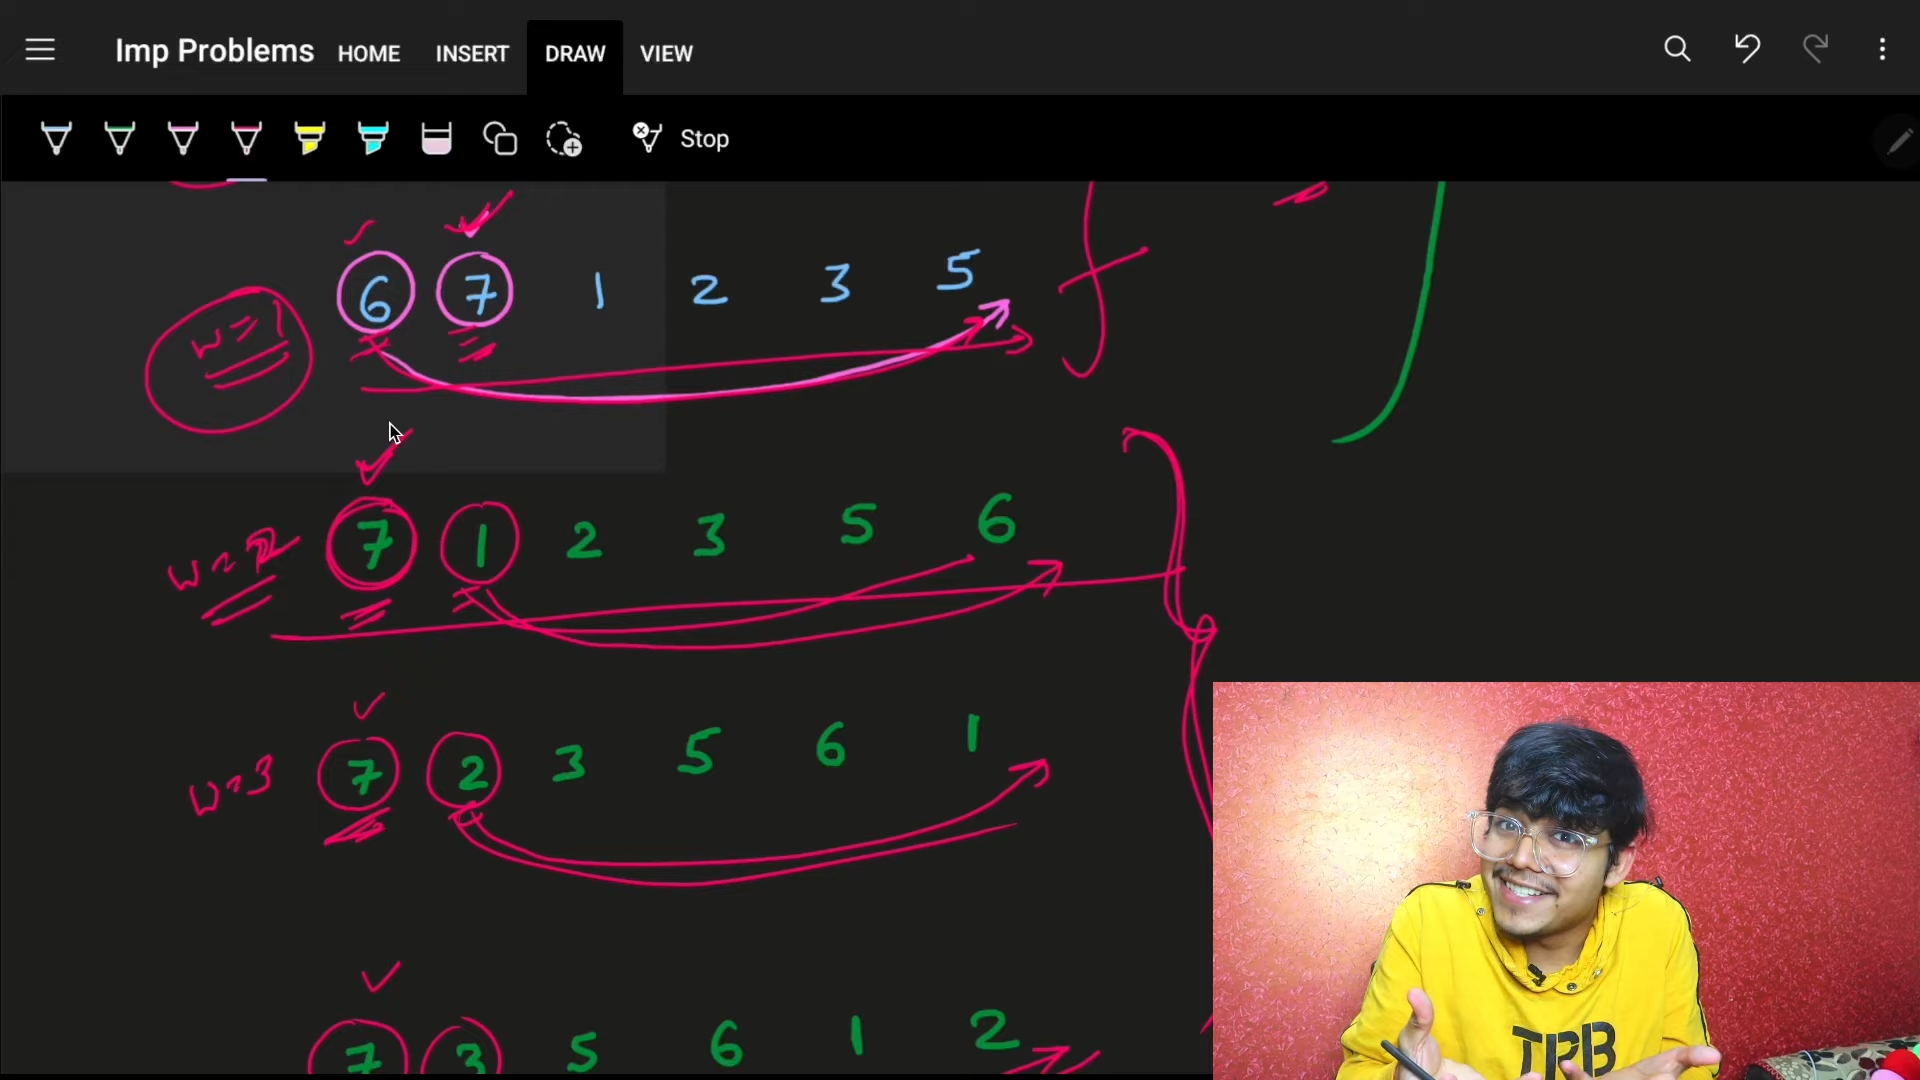 Imp Problems HOME INSERT DRAW VIEW
Stop
6 7 1 2 3 5
w=1
7 1 2 3 5 6
w=2
7 2 3 5 6 1
w=3
7 3 5 6 1 2
TRB